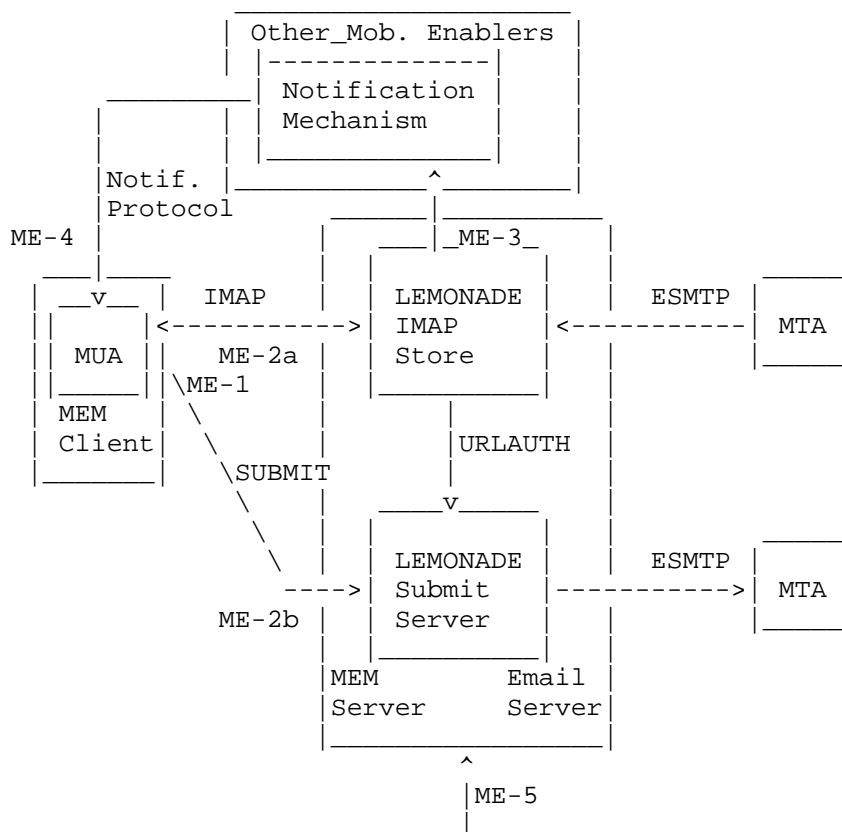 Other_Mob. Enablers
Notification
Mechanism
Notif.
Protocol
ME-4 ME-3
IMAP LEMONADE ESMTP
IMAP MTA
MUA ME-2a Store
ME-1
MEM
Client URLAUTH
SUBMIT
LEMONADE ESMTP
Submit MTA
ME-2b Server
MEM Email
Server Server
ME-5